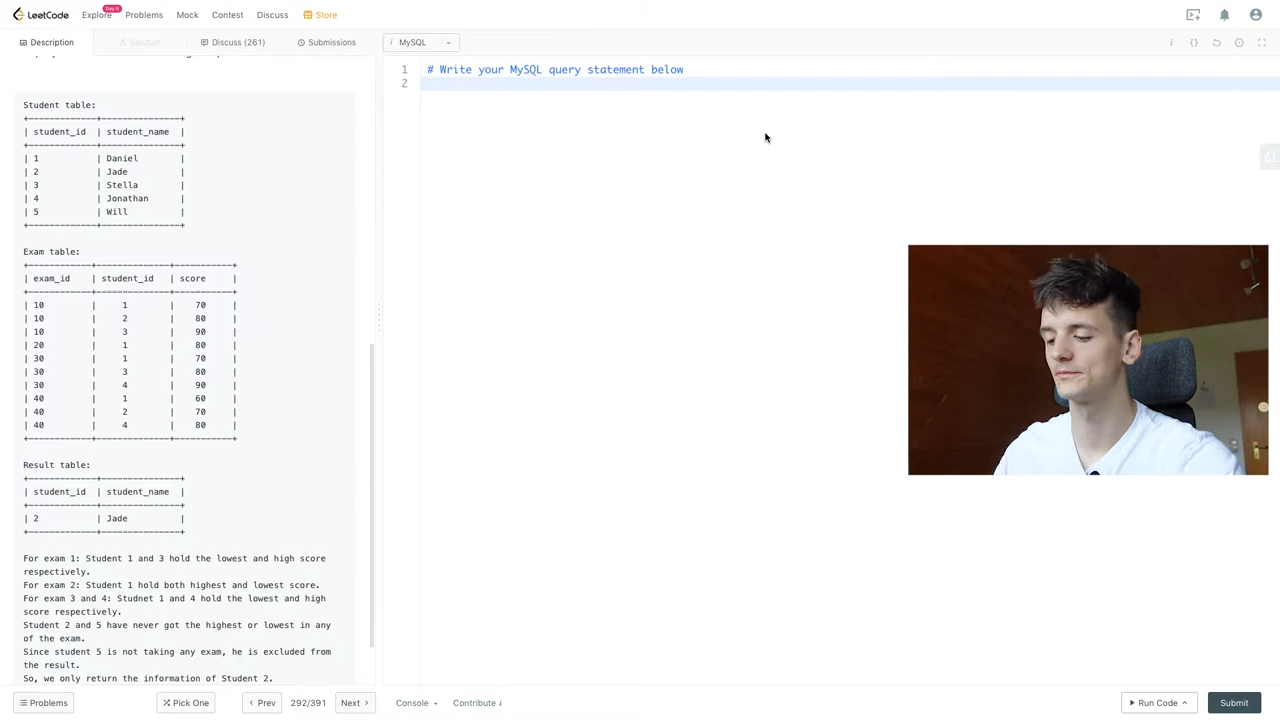 LeetCode Explore Day 6 Problems Mock Contest Discuss Store
Description Solution Discuss (261) Submissions i MySQL
Student table:
+------------+--------------+
| student_id | student_name |
+------------+--------------+
| 1 | Daniel |
| 2 | Jade |
| 3 | Stella |
| 4 | Jonathan |
| 5 | Will |
+------------+--------------+
Exam table:
+------------+--------------+-----------+
| exam_id | student_id | score |
+------------+--------------+-----------+
| 10 | 1 | 70 |
| 10 | 2 | 80 |
| 10 | 3 | 90 |
| 20 | 1 | 80 |
| 30 | 1 | 70 |
| 30 | 3 | 80 |
| 30 | 4 | 90 |
| 40 | 1 | 60 |
| 40 | 2 | 70 |
| 40 | 4 | 80 |
+------------+--------------+-----------+
Result table:
+------------+--------------+
| student_id | student_name |
+------------+--------------+
| 2 | Jade |
+------------+--------------+
For exam 1: Student 1 and 3 hold the lowest and high score
respectively.
For exam 2: Student 1 hold both highest and lowest score.
For exam 3 and 4: Studnet 1 and 4 hold the lowest and high
score respectively.
Student 2 and 5 have never got the highest or lowest in any
of the exam.
Since student 5 is not taking any exam, he is excluded from
the result.
So, we only return the information of Student 2.
1 # Write your MySQL query statement below
2
Problems Pick One Prev 292/391 Next Console Contribute i Run Code Submit